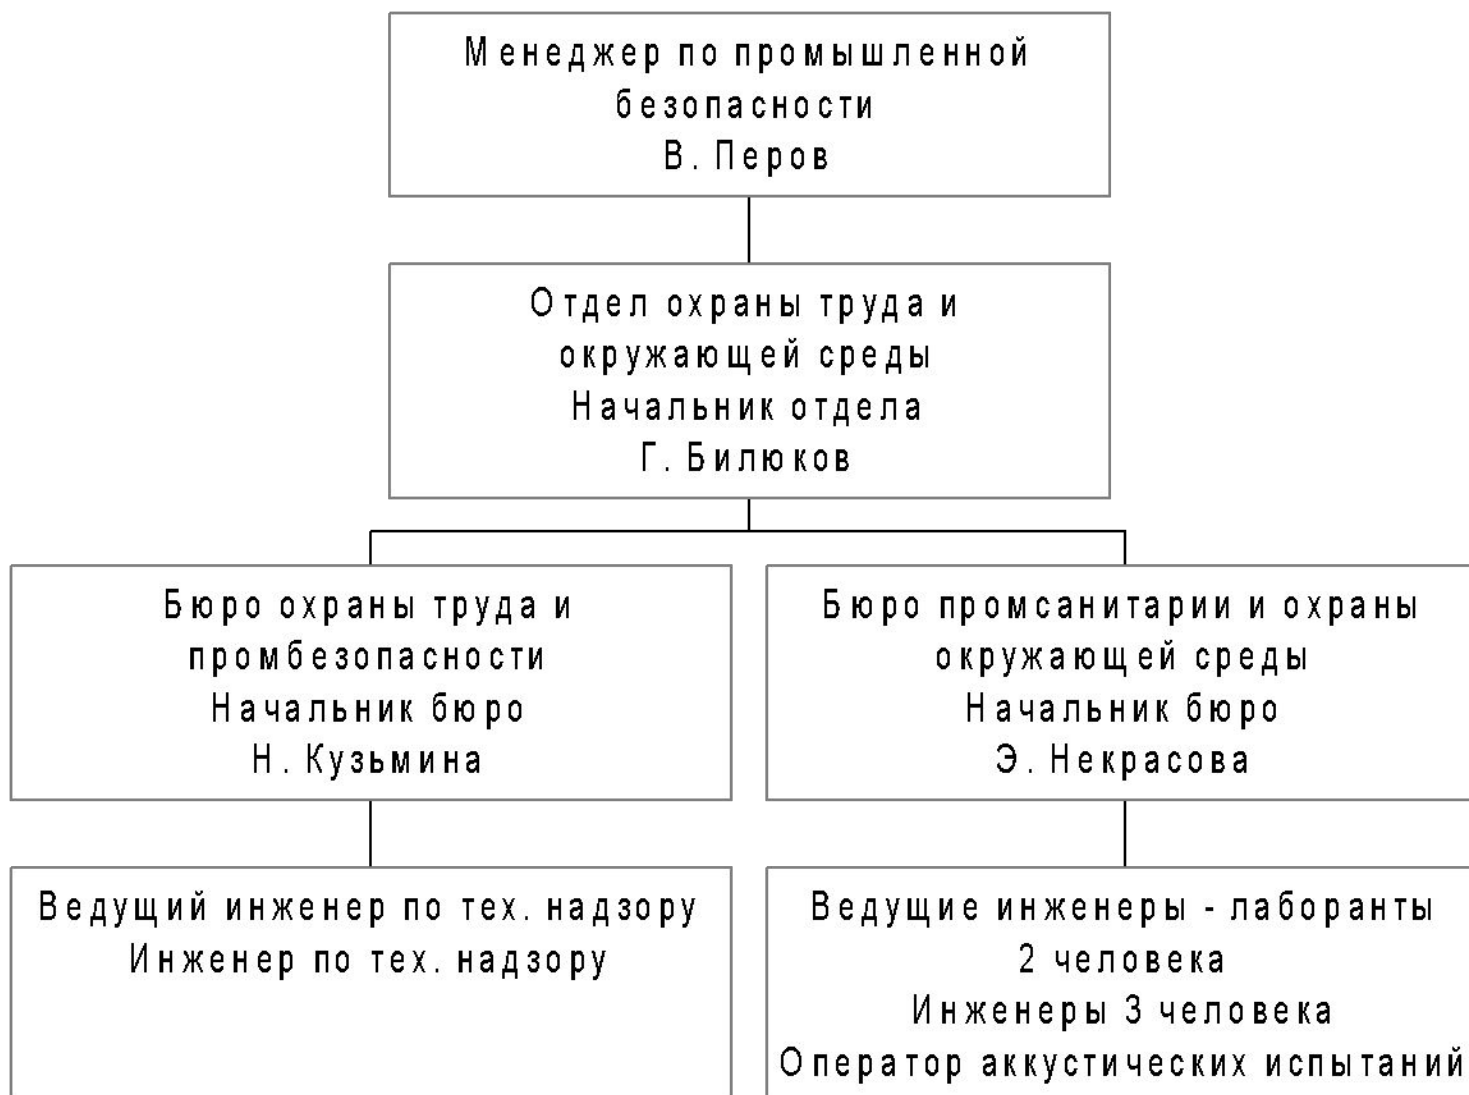 Менеджер по промышленной
безопасности
В. Перов
Отдел охраны труда и
окружающей среды
Начальник отдела
Г. Билюков
Бюро охраны труда и
промбезопасности
Начальник бюро
Н. Кузьмина
Бюро промсанитарии и охраны
окружающей среды
Начальник бюро
Э. Некрасова
Ведущий инженер по тех. надзору
Инженер по тех. надзору
Ведущие инженеры - лаборанты
2 человека
Инженеры 3 человека
Оператор аккустических испытаний